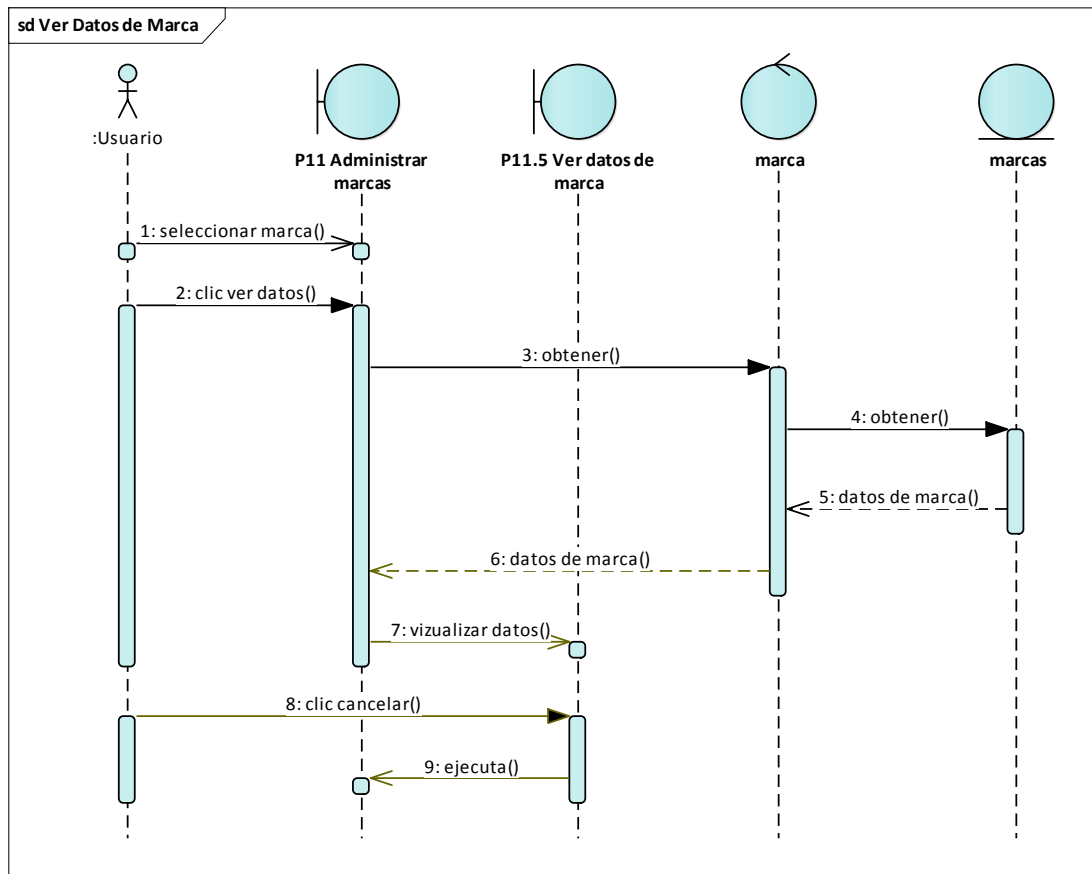 sd Ver Datos de Marca
:Usuario
P11 Administrar
marcas
P11.5 Ver datos de
marca
marca
marcas
1: seleccionar marca()
2: clic ver datos()
3: obtener()
4: obtener()
5: datos de marca()
6: datos de marca()
7: vizualizar datos()
8: clic cancelar()
9: ejecuta()